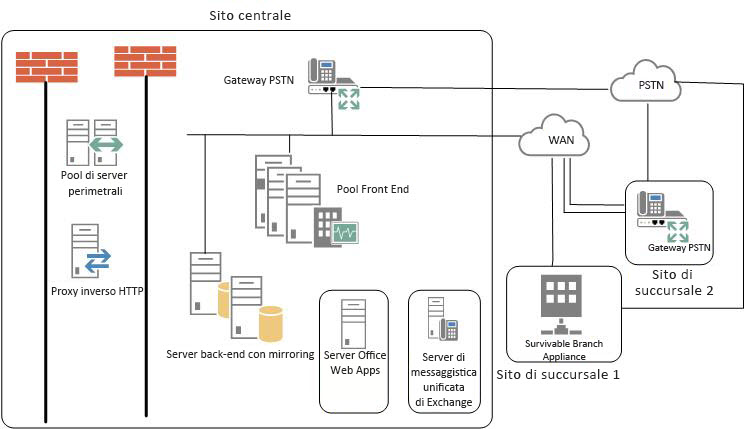 Sito centrale
Gateway PSTN
PSTN
WAN
Pool di server
perimetrali
Pool Front End
Gateway PSTN
Sito di
succursale 2
Proxy inverso HTTP
Server back-end con mirroring
Server Office
Web Apps
Server di
messaggistica
unificata
di Exchange
Survivable Branch
Appliance
Sito di succursale 1